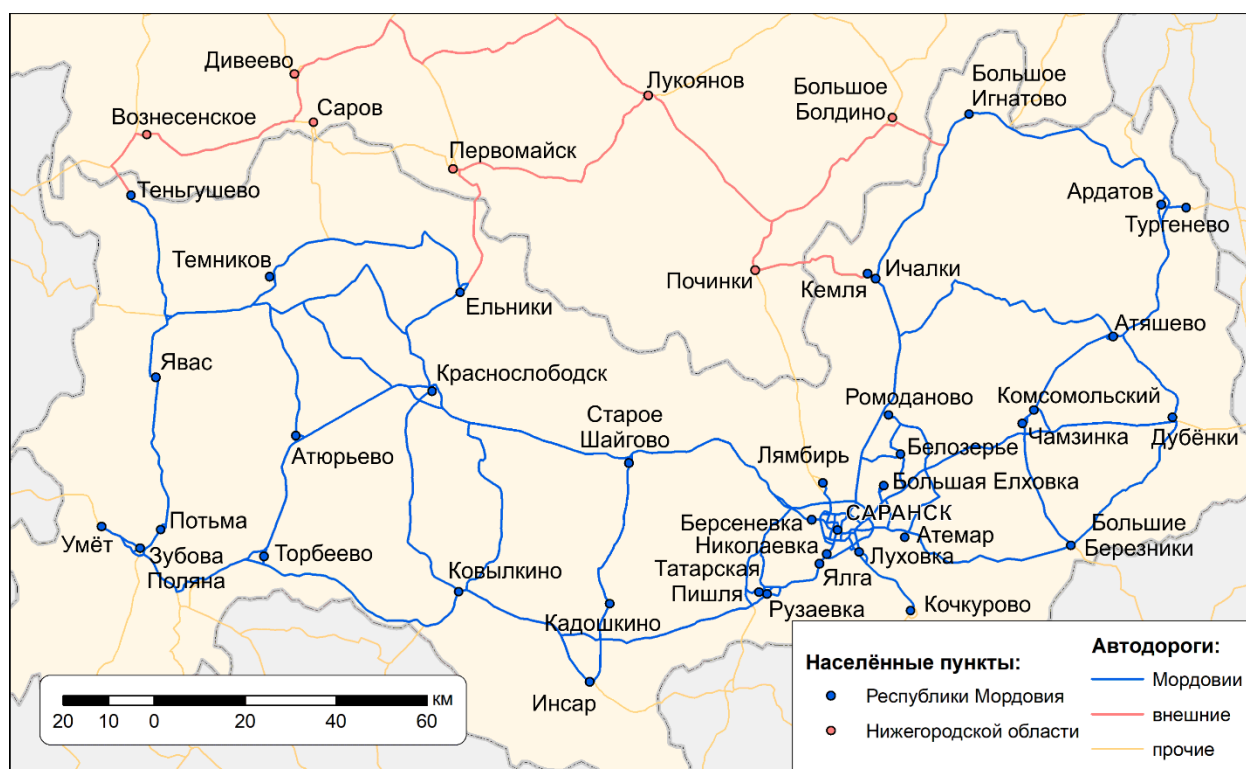 Дивеево
Лукоянов
Большое
Болдино
Большое
Игнатово
Вознесенское
Саров
Первомайск
Теньгушево
Ардатов
Тургенево
Темников
Ельники
Починки
Кемля
Ичалки
Атяшево
Явас
Краснослободск
Ромоданово
Комсомольский
Чамзинка
Дубёнки
Старое
Шайгово
Атюрьево
Лямбирь
Белозерье
Большая Елховка
Берсеневка
САРАНСК
Атемар
Большие
Березники
Потьма
Умёт
Зубова
Поляна
Торбеево
Николаевка
Луховка
Ялга
Татарская
Пишля
Рузаевка
Ковылкино
Кадошкино
Кочкурово
Инсар
км
20 10 0 20 40 60
Населённые пункты:
Республики Мордовия
Нижегородской области
Автодороги:
Мордовии
внешние
прочие